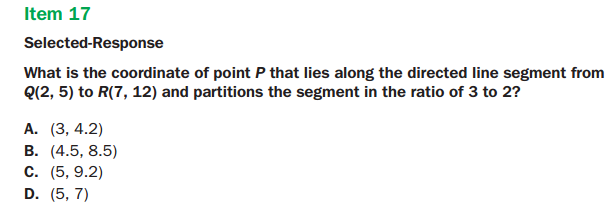 Item 17
Selected-Response
What is the coordinate of point P that lies along the directed line segment from
Q(2, 5) to R(7, 12) and partitions the segment in the ratio of 3 to 2?
A. (3, 4.2)
B. (4.5, 8.5)
C. (5, 9.2)
D. (5, 7)